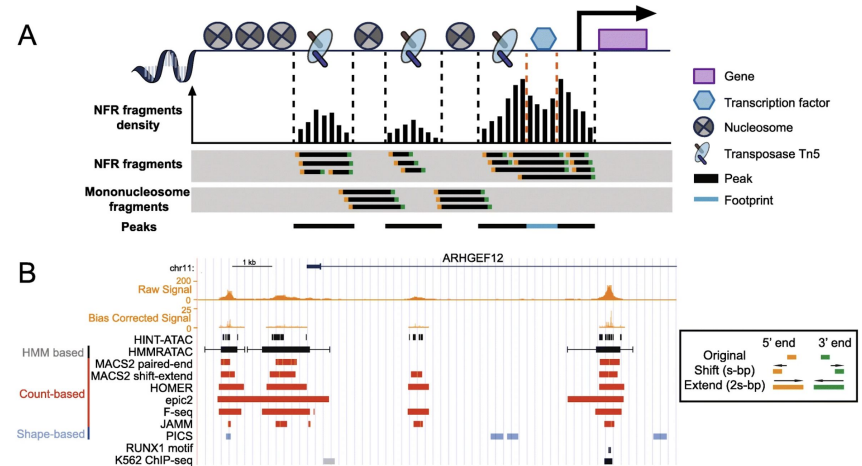 A
NFR fragments
density
NFR fragments
Mononucleosome
fragments
Peaks
Gene
Transcription factor
Nucleosome
Transposase Tn5
Peak
Footprint
B
1 kb
ARHGEF12
chr11:
200
Raw Signal
0
25
Bias Corrected Signal
0
HINT-ATAC
HMM based
HMMRATAC
MACS2 paired-end
MACS2 shift-extend
HOMER
Count-based
epic2
F-seq
JAMM
Shape-based
PICS
RUNX1 motif
K562 ChIP-seq
5' end 3' end
Original
Shift (s-bp)
Extend (2s-bp)